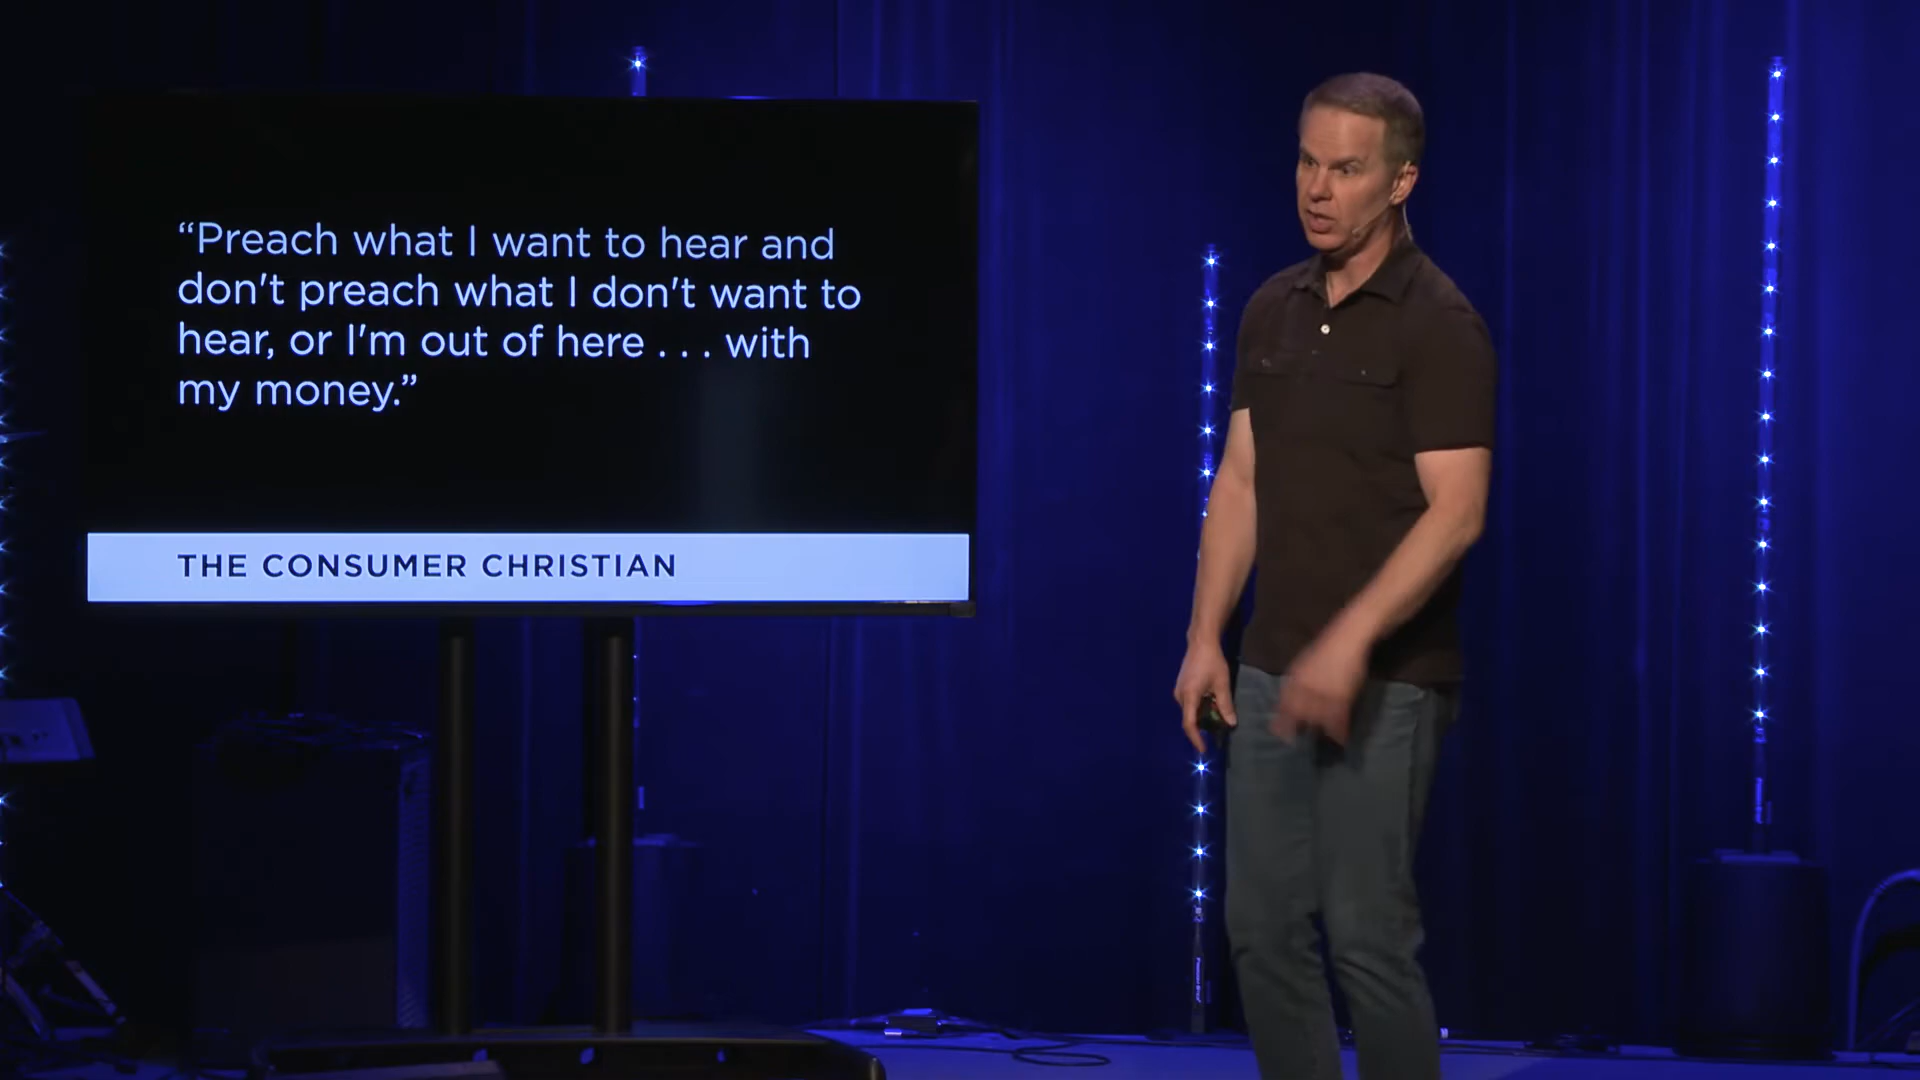 “Preach what I want to hear and
don't preach what I don't want to
hear, or I'm out of here . . . with
my money.”
THE CONSUMER CHRISTIAN